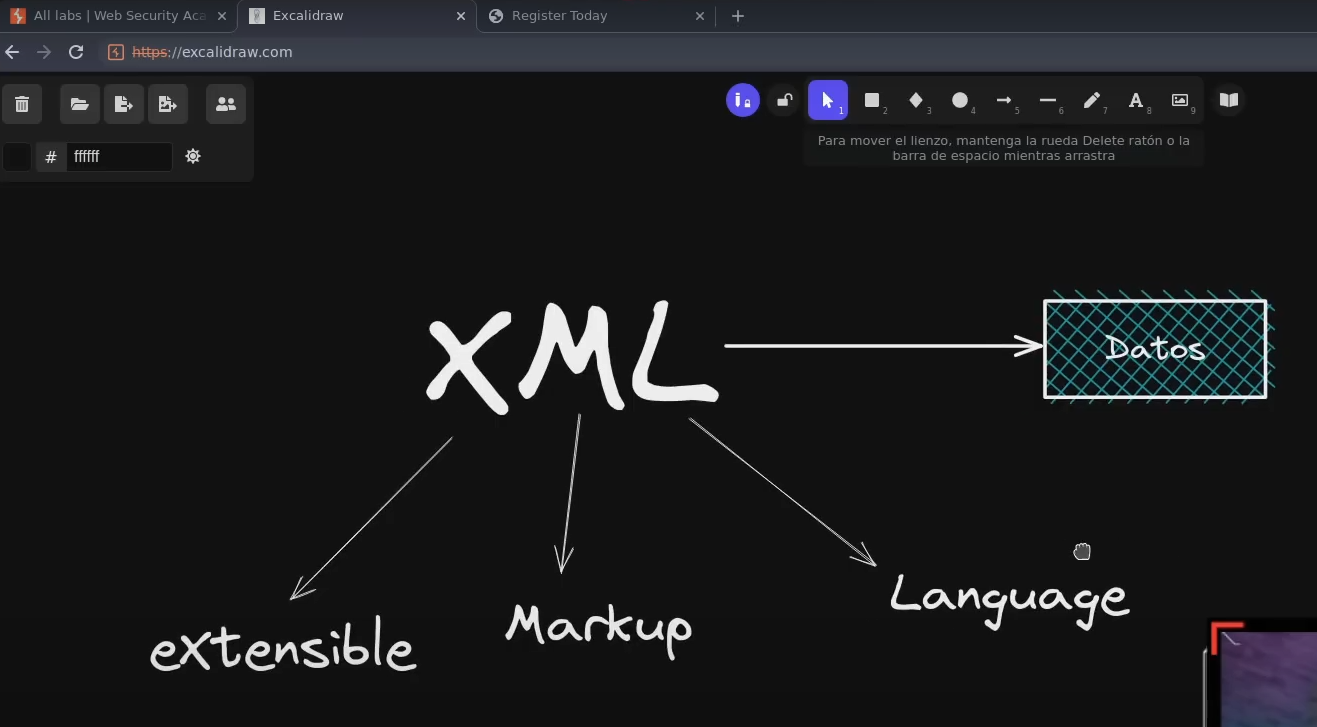 All labs | Web Security Aca
Excalidraw
Register Today
https://excalidraw.com
1
2
3
4
5
6
7
A
8
9
Para mover el lienzo, mantenga la rueda Delete ratón o la
barra de espacio mientras arrastra
# ffffff
XML
Datos
eXtensible
Markup
Language